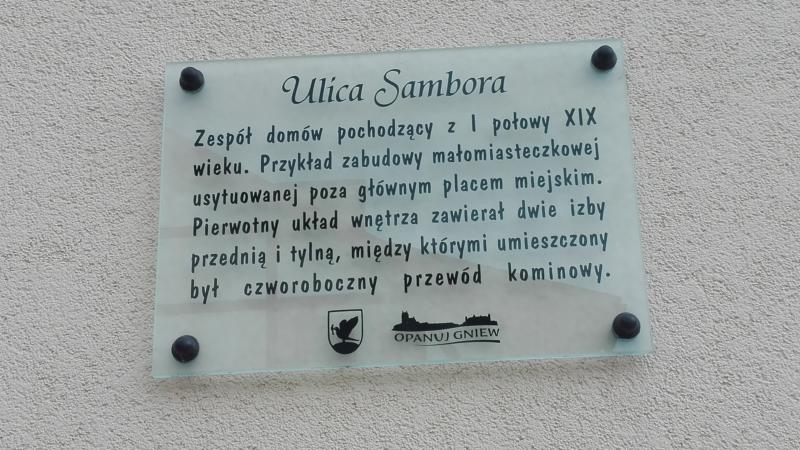 Ulica Sambora
Zespół domów pochodzący z I połowy XIX
wieku. Przykład zabudowy małomiasteczkowej
usytuowanej poza głównym placem miejskim.
Pierwotny układ wnętrza zawierał dwie izby
przednią i tylną, między którymi umieszczony
był czworoboczny przewód kominowy.
OPANUJ GNIEW